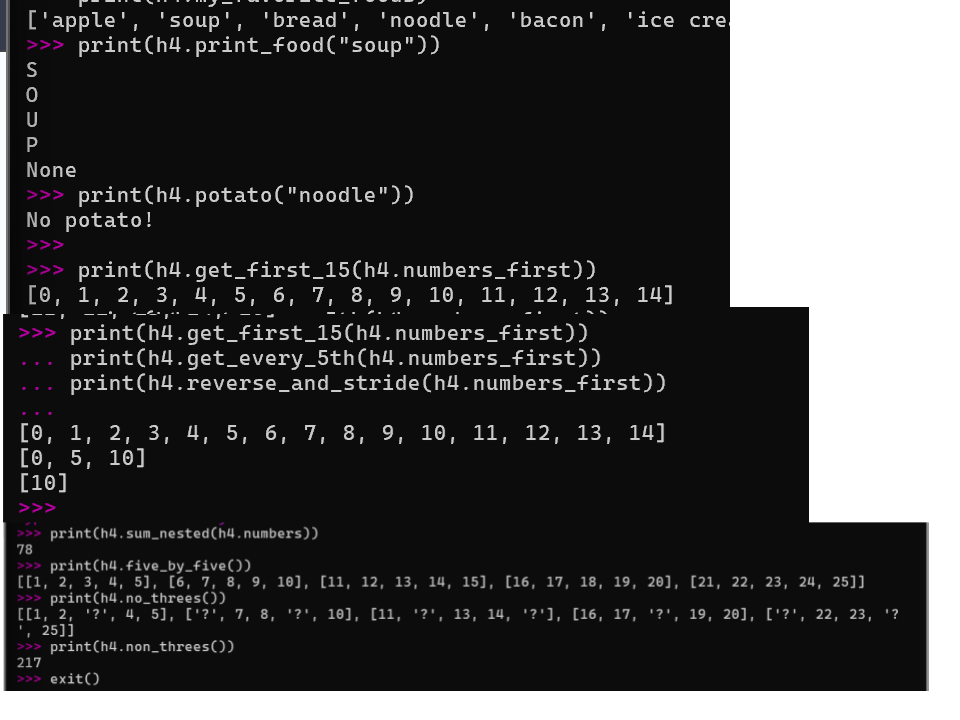 ['apple', 'soup', 'bread', 'noodle', 'bacon', 'ice crea
>>> print(h4.print_food("soup"))
S
O
U
P
None
>>> print(h4.potato("noodle"))
No potato!
>>>
>>> print(h4.get_first_15(h4.numbers_first))
[0, 1, 2, 3, 4, 5, 6, 7, 8, 9, 10, 11, 12, 13, 14]
>>> print(h4.get_first_15(h4.numbers_first))
... print(h4.get_every_5th(h4.numbers_first))
... print(h4.reverse_and_stride(h4.numbers_first))
...
[0, 1, 2, 3, 4, 5, 6, 7, 8, 9, 10, 11, 12, 13, 14]
[0, 5, 10]
[10]
>>>
>>> print(h4.sum_nested(h4.numbers))
78
>>> print(h4.five_by_five())
[[1, 2, 3, 4, 5], [6, 7, 8, 9, 10], [11, 12, 13, 14, 15], [16, 17, 18, 19, 20], [21, 22, 23, 24, 25]]
>>> print(h4.no_threes())
[[1, 2, '?', 4, 5], ['?', 7, 8, '?', 10], [11, '?', 13, 14, '?'], [16, 17, '?', 19, 20], ['?', 22, 23, '?
', 25]]
>>> print(h4.non_threes())
217
>>> exit()